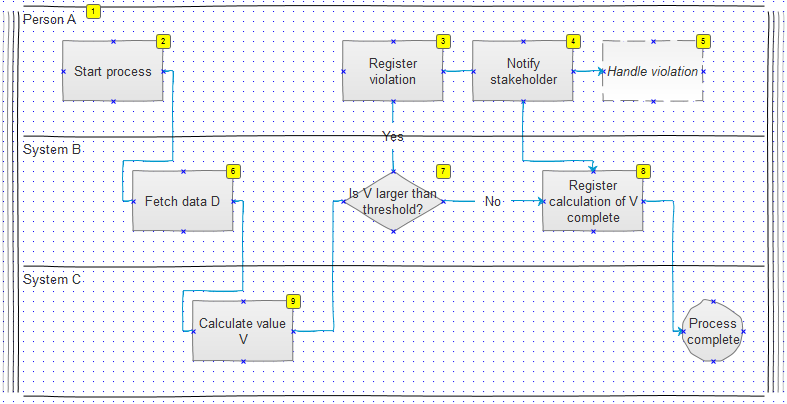 Person A
1
2
Start process
3
Register
violation
4
Notify
stakeholder
5
Handle violation
Yes
System B
6
Fetch data D
7
Is V larger than
threshold?
No
8
Register
calculation of V
complete
System C
9
Calculate value
V
Process
complete